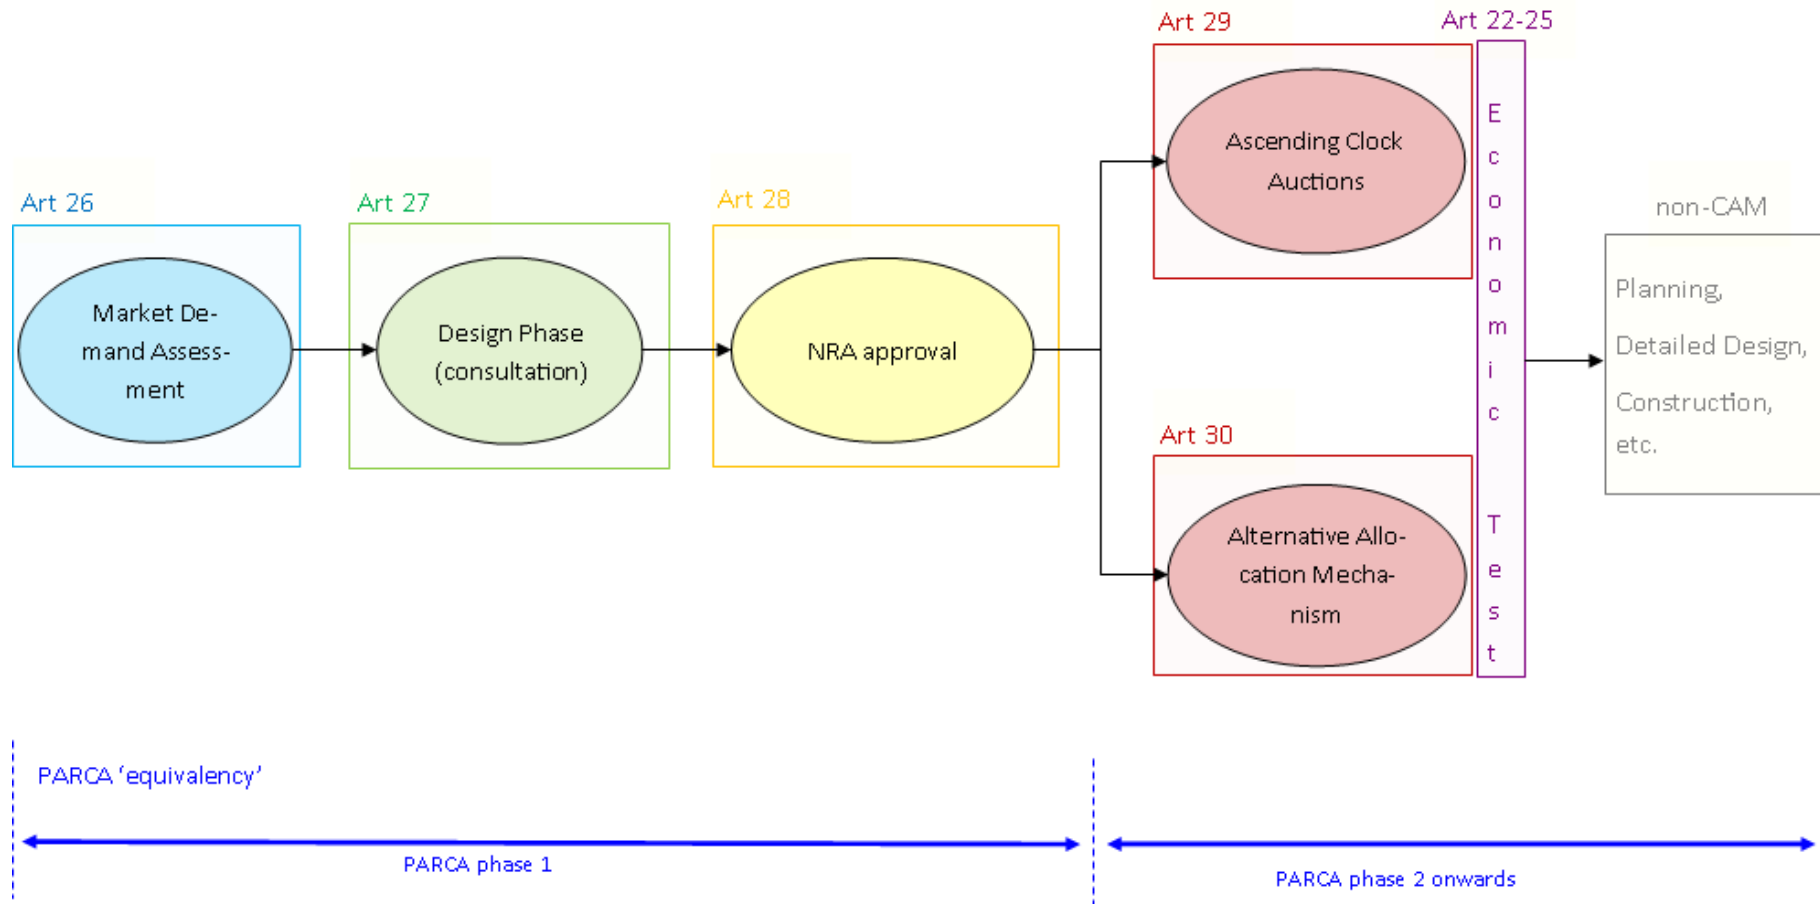 Art 26
Market De-
mand Assess-
ment
Art 27
Design Phase
(consultation)
Art 28
NRA approval
Art 29
Ascending Clock
Auctions
Art 30
Alternative Allo-
cation Mecha-
nism
Art 22-25
Economic Test
non-CAM
Planning,
Detailed Design,
Construction,
etc.
PARCA ‘equivalency’
PARCA phase 1
PARCA phase 2 onwards